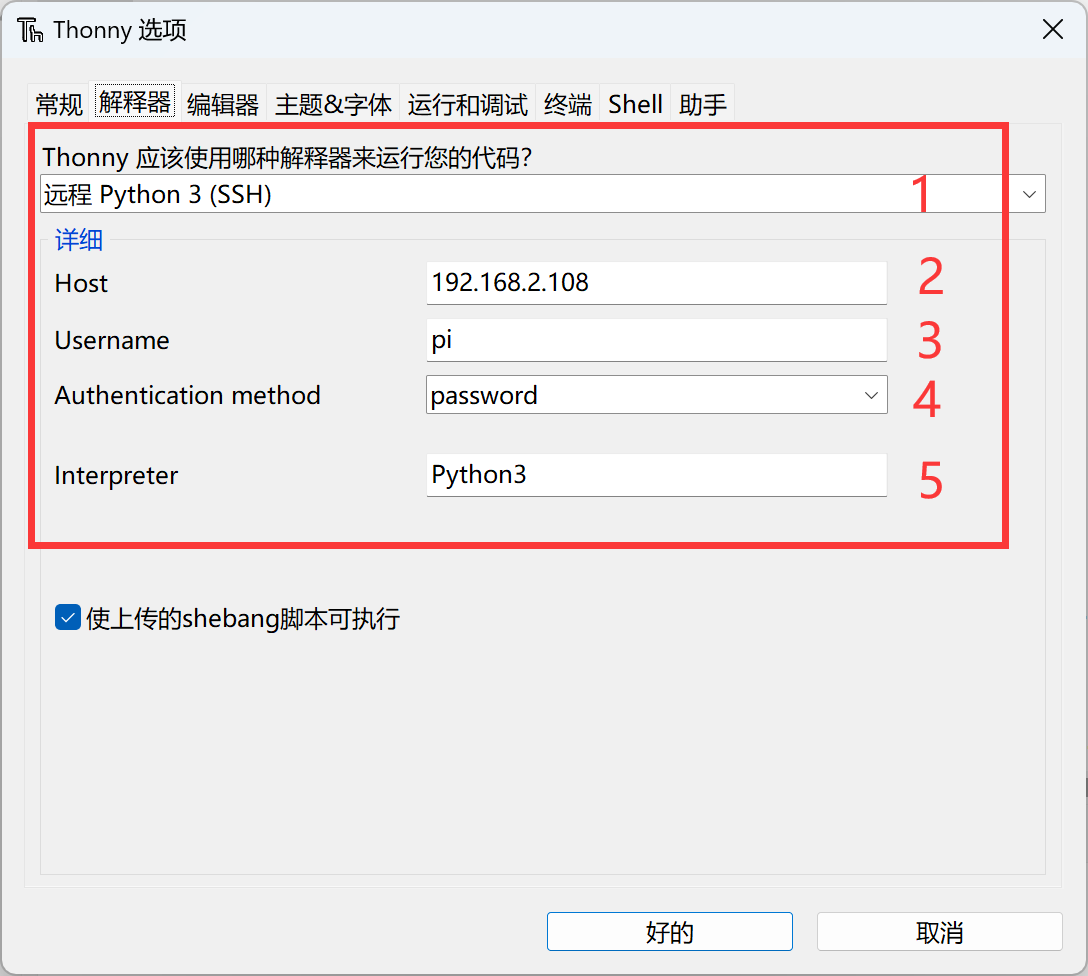 Thonny 选项
常规 解释器 编辑器 主题&字体 运行和调试 终端 Shell 助手
Thonny 应该使用哪种解释器来运行您的代码?
远程 Python 3 (SSH) 1
详细
Host 192.168.2.108 2
Username pi 3
Authentication method password 4
Interpreter Python3 5
使上传的shebang脚本可执行
好的 取消